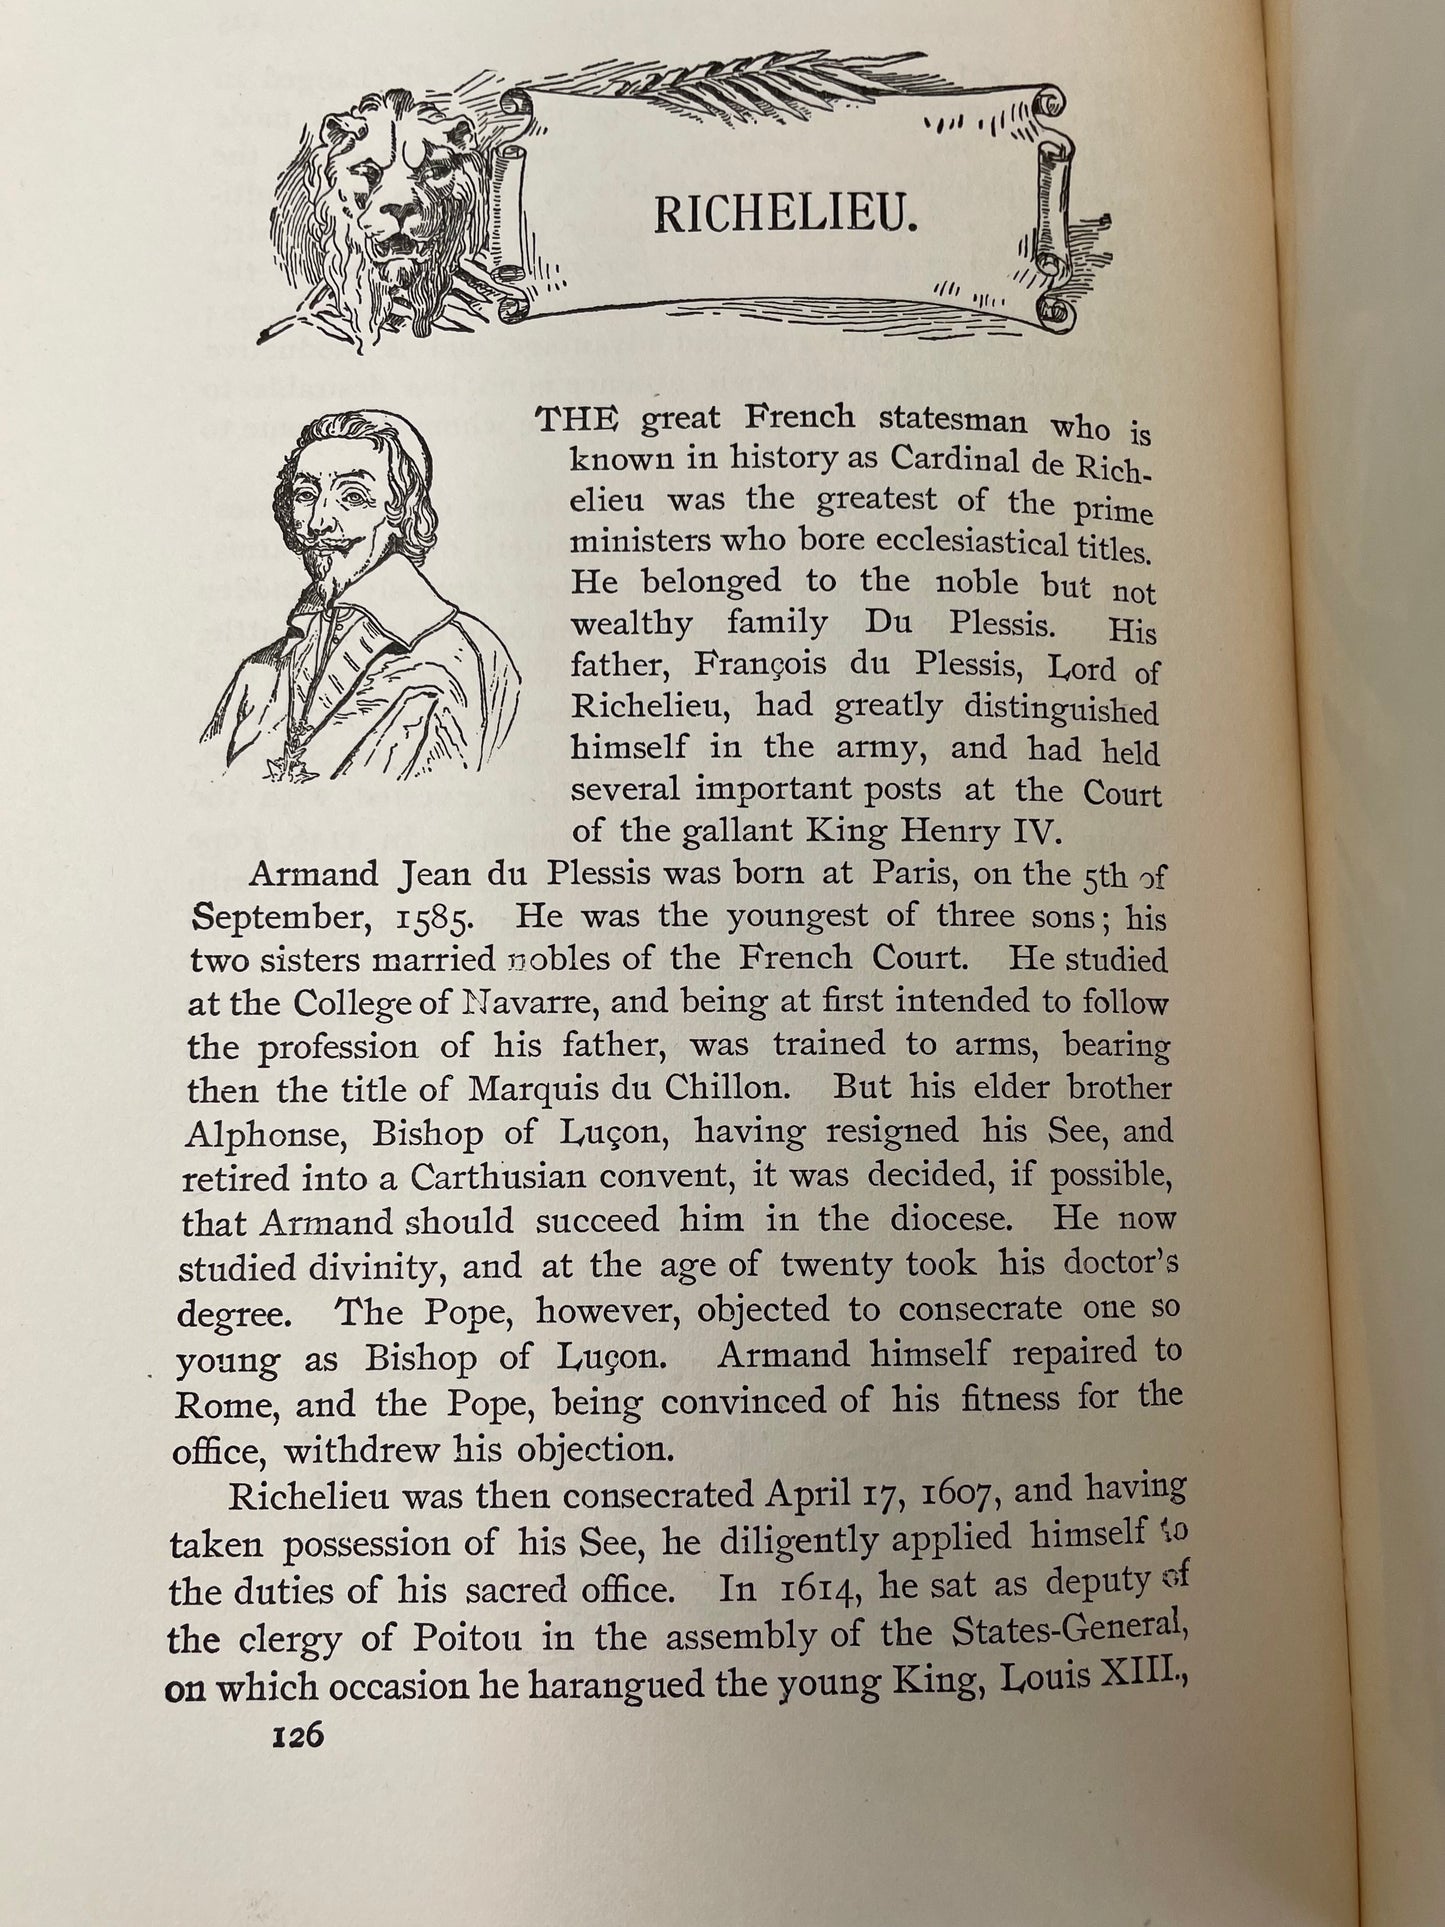 RICHELIEU.
THE great French statesman who is
known in history as Cardinal de Rich-
elieu was the greatest of the prime
ministers who bore ecclesiastical titles.
He belonged to the noble but not
wealthy family Du Plessis. His
father, François du Plessis, Lord of
Richelieu, had greatly distinguished
himself in the army, and had held
several important posts at the Court
of the gallant King Henry IV.
Armand Jean du Plessis was born at Paris, on the 5th of
September, 1585. He was the youngest of three sons; his
two sisters married nobles of the French Court. He studied
at the College of Navarre, and being at first intended to follow
the profession of his father, was trained to arms, bearing
then the title of Marquis du Chillon. But his elder brother
Alphonse, Bishop of Luçon, having resigned his See, and
retired into a Carthusian convent, it was decided, if possible,
that Armand should succeed him in the diocese. He now
studied divinity, and at the age of twenty took his doctor's
degree. The Pope, however, objected to consecrate one so
young as Bishop of Luçon. Armand himself repaired to
Rome, and the Pope, being convinced of his fitness for the
office, withdrew his objection.
Richelieu was then consecrated April 17, 1607, and having
taken possession of his See, he diligently applied himself to
the duties of his sacred office. In 1614, he sat as deputy of
the clergy of Poitou in the assembly of the States-General,
on which occasion he harangued the young King, Louis XIII.,
126